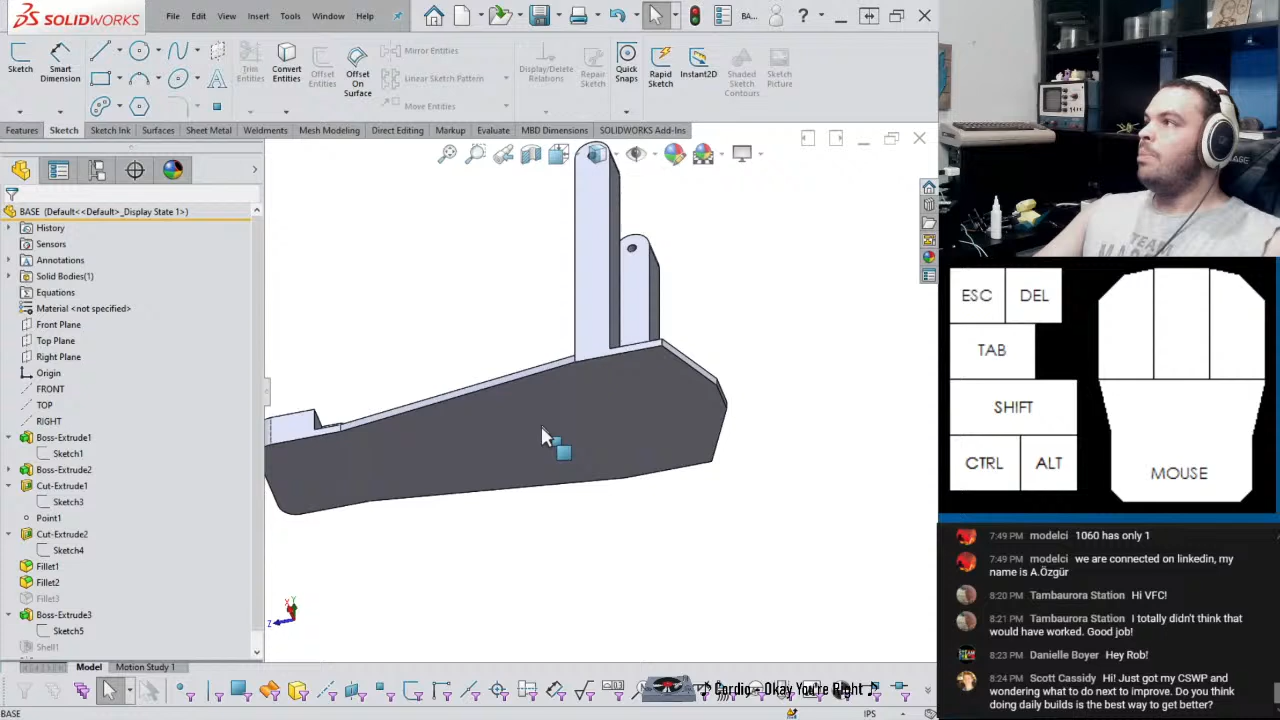 SOLIDWORKS
File Edit View Insert Tools Window Help
BA...
Sketch
Smart Dimension
Trim Entities
Convert Entities
Offset Entities
Offset On Surface
Mirror Entities
Linear Sketch Pattern
Move Entities
Display/Delete Relations
Repair Sketch
Quick Snaps
Rapid Sketch
Instant2D
Shaded Sketch Contours
Sketch Picture
Features Sketch Sketch Ink Surfaces Sheet Metal Weldments Mesh Modeling Direct Editing Markup Evaluate MBD Dimensions SOLIDWORKS Add-Ins
BASE (Default<<Default>_Display State 1>)
History
Sensors
Annotations
Solid Bodies(1)
Equations
Material <not specified>
Front Plane
Top Plane
Right Plane
Origin
FRONT
TOP
RIGHT
Boss-Extrude1
Sketch1
Boss-Extrude2
Cut-Extrude1
Sketch3
Point1
Cut-Extrude2
Sketch4
Fillet1
Fillet2
Fillet3
Boss-Extrude3
Sketch5
Shell1
Y
Z
Model Motion Study 1
Cordio - Okay You're Right
BASE
IPS
TEAM
ESC DEL
TAB
SHIFT
CTRL ALT
MOUSE
7:49 PM modelci 1060 has only 1
7:49 PM modelci we are connected on linkedin, my
name is A.Özgür
8:20 PM Tambaurora Station Hi VFC!
8:21 PM Tambaurora Station I totally didn't think that
would have worked. Good job!
8:23 PM Danielle Boyer Hey Rob!
8:24 PM Scott Cassidy Hi! Just got my CSWP and
wondering what to do next to improve. Do you think
doing daily builds is the best way to get better?